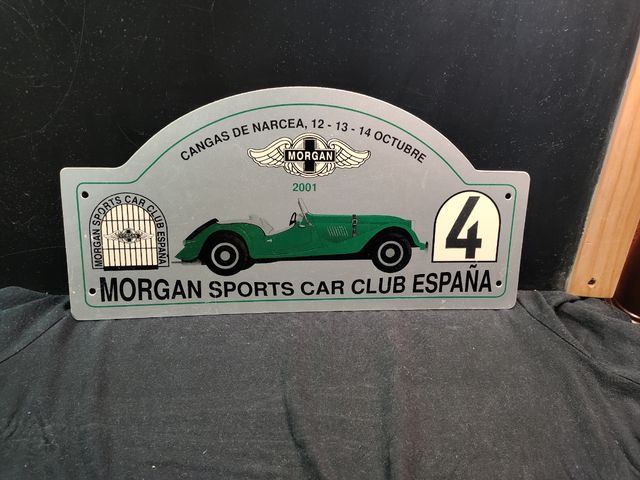 CANGAS DE NARCEA, 12 - 13 - 14 OCTUBRE
MORGAN
2001
MORGAN SPORTS CAR CLUB ESPAÑA
4
MORGAN SPORTS CAR CLUB ESPAÑA